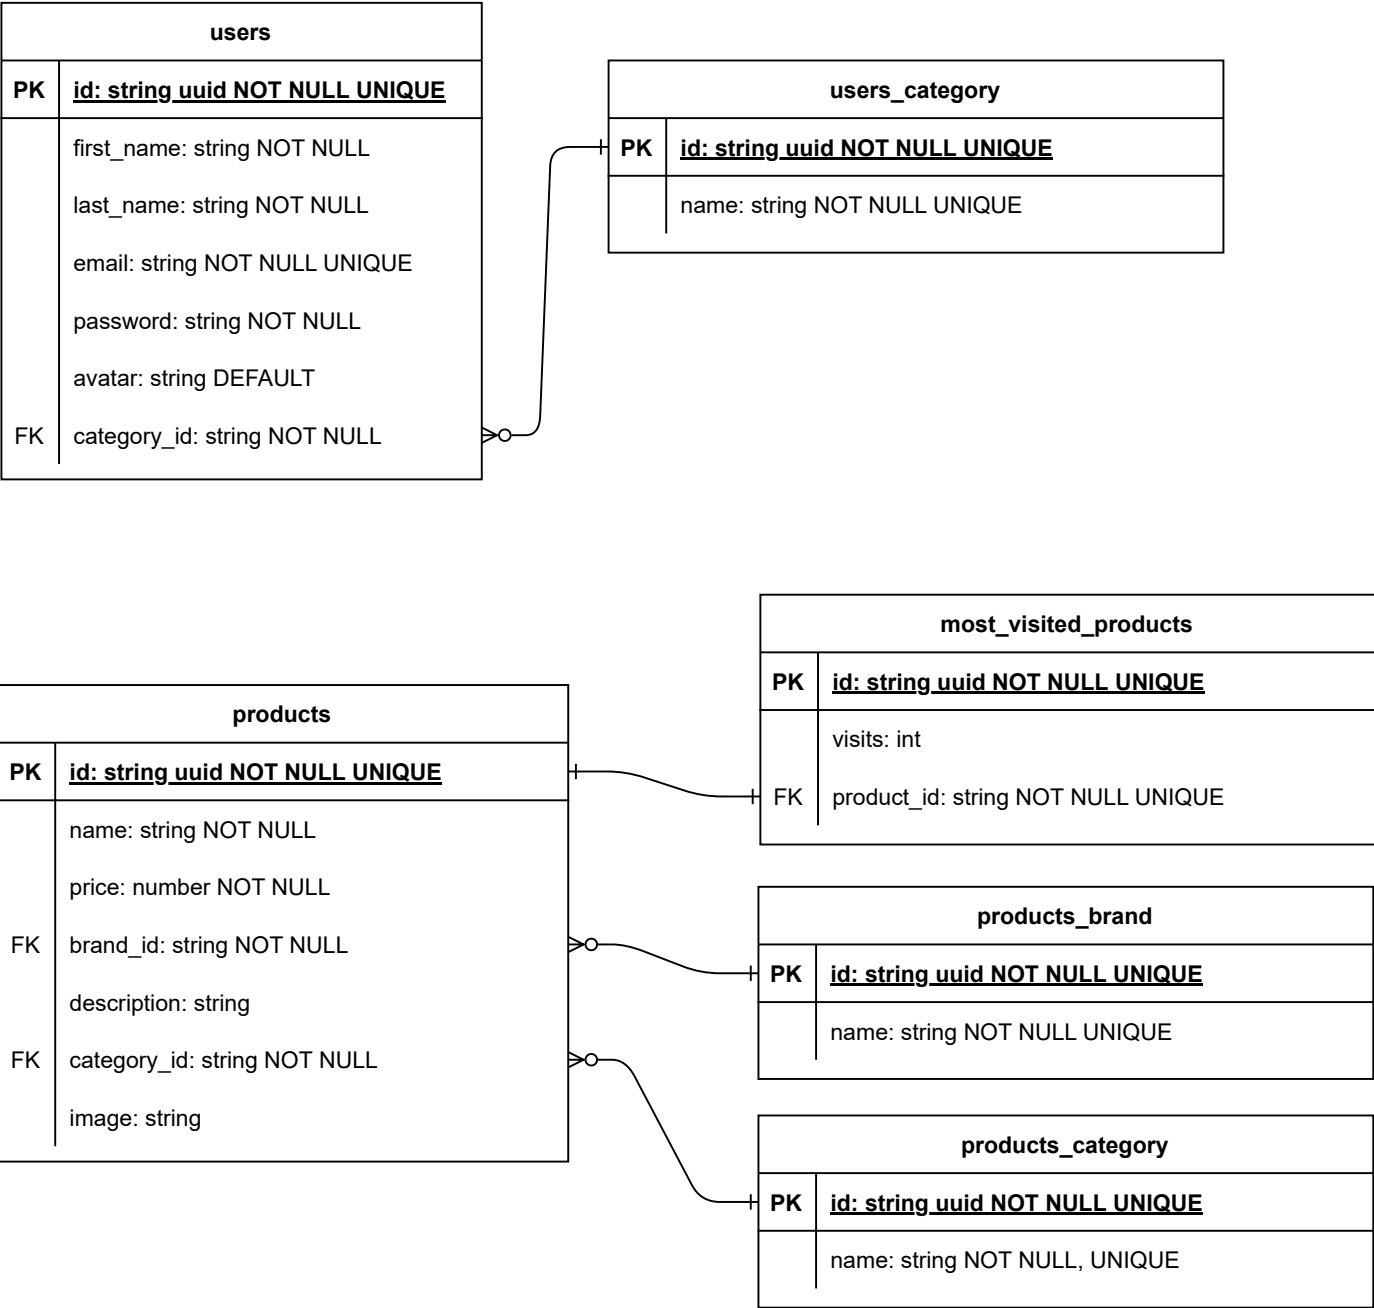 users
PK id: string uuid NOT NULL UNIQUE
first_name: string NOT NULL
last_name: string NOT NULL
email: string NOT NULL UNIQUE
password: string NOT NULL
avatar: string DEFAULT
FK category_id: string NOT NULL
users_category
PK id: string uuid NOT NULL UNIQUE
name: string NOT NULL UNIQUE
products
PK id: string uuid NOT NULL UNIQUE
name: string NOT NULL
price: number NOT NULL
FK brand_id: string NOT NULL
description: string
FK category_id: string NOT NULL
image: string
most_visited_products
PK id: string uuid NOT NULL UNIQUE
visits: int
FK product_id: string NOT NULL UNIQUE
products_brand
PK id: string uuid NOT NULL UNIQUE
name: string NOT NULL UNIQUE
products_category
PK id: string uuid NOT NULL UNIQUE
name: string NOT NULL, UNIQUE